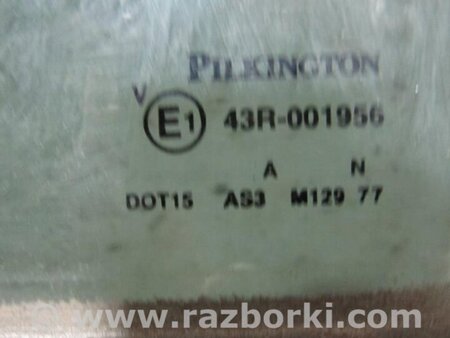 PILKINGTON
V
E1 43R-001956
A N
DOT15 AS3 M129 77
www.razborki.com